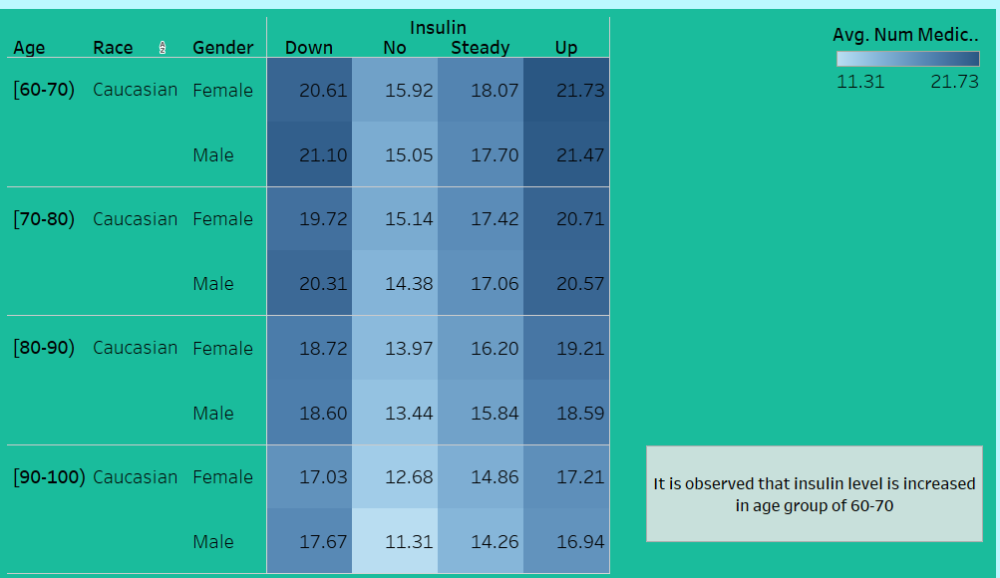 Insulin
Age Race Gender Down No Steady Up
[60-70) Caucasian Female 20.61 15.92 18.07 21.73
Male 21.10 15.05 17.70 21.47
[70-80) Caucasian Female 19.72 15.14 17.42 20.71
Male 20.31 14.38 17.06 20.57
[80-90) Caucasian Female 18.72 13.97 16.20 19.21
Male 18.60 13.44 15.84 18.59
[90-100) Caucasian Female 17.03 12.68 14.86 17.21
Male 17.67 11.31 14.26 16.94
Avg. Num Medic..
11.31 21.73
It is observed that insulin level is increased
in age group of 60-70